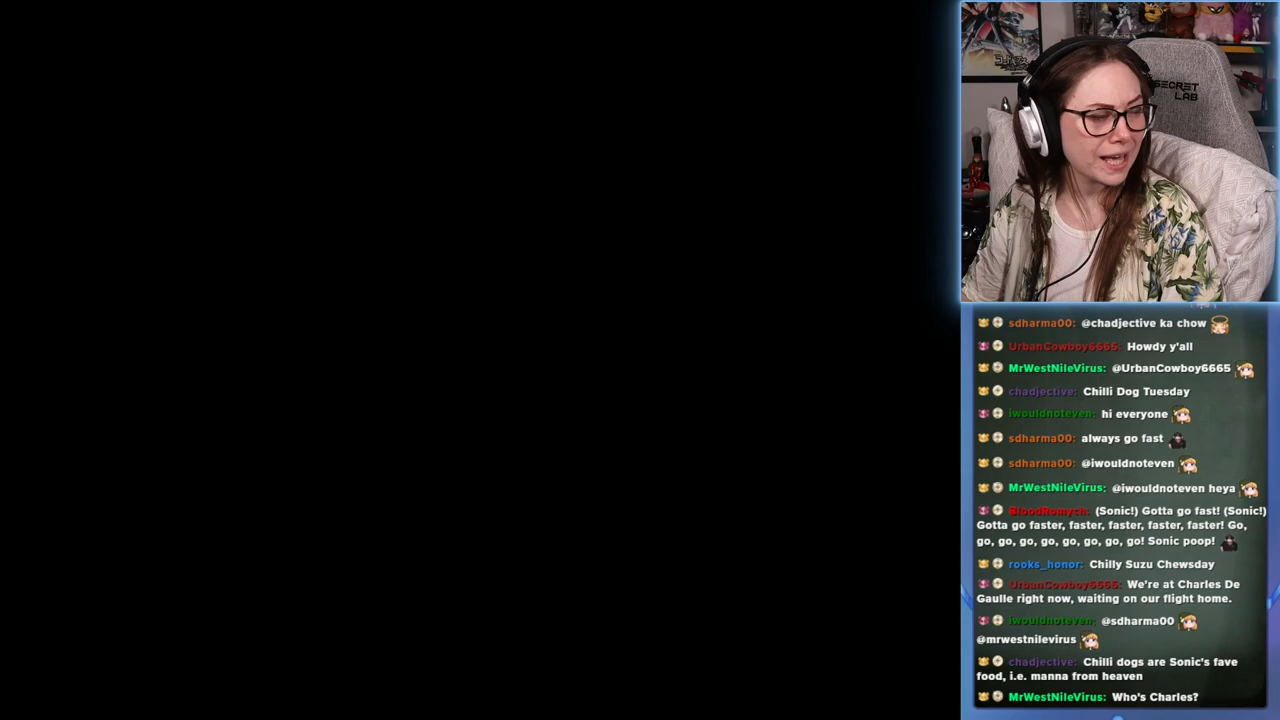 SECRET
LAB
sdharma00: @chadjective ka chow
UrbanCowboy6665: Howdy y'all
MrWestNileVirus: @UrbanCowboy6665
chadjective: Chilli Dog Tuesday
iwouldnoteven: hi everyone
sdharma00: always go fast
sdharma00: @iwouldnoteven
MrWestNileVirus: @iwouldnoteven heya
BloodRomych: (Sonic!) Gotta go fast! (Sonic!)
Gotta go faster, faster, faster, faster, faster! Go,
go, go, go, go, go, go, go, go! Sonic poop!
rooks_honor: Chilly Suzu Chewsday
UrbanCowboy6665: We're at Charles De
Gaulle right now, waiting on our flight home.
iwouldnoteven: @sdharma00
@mrwestnilevirus
chadjective: Chilli dogs are Sonic's fave
food, i.e. manna from heaven
MrWestNileVirus: Who's Charles?